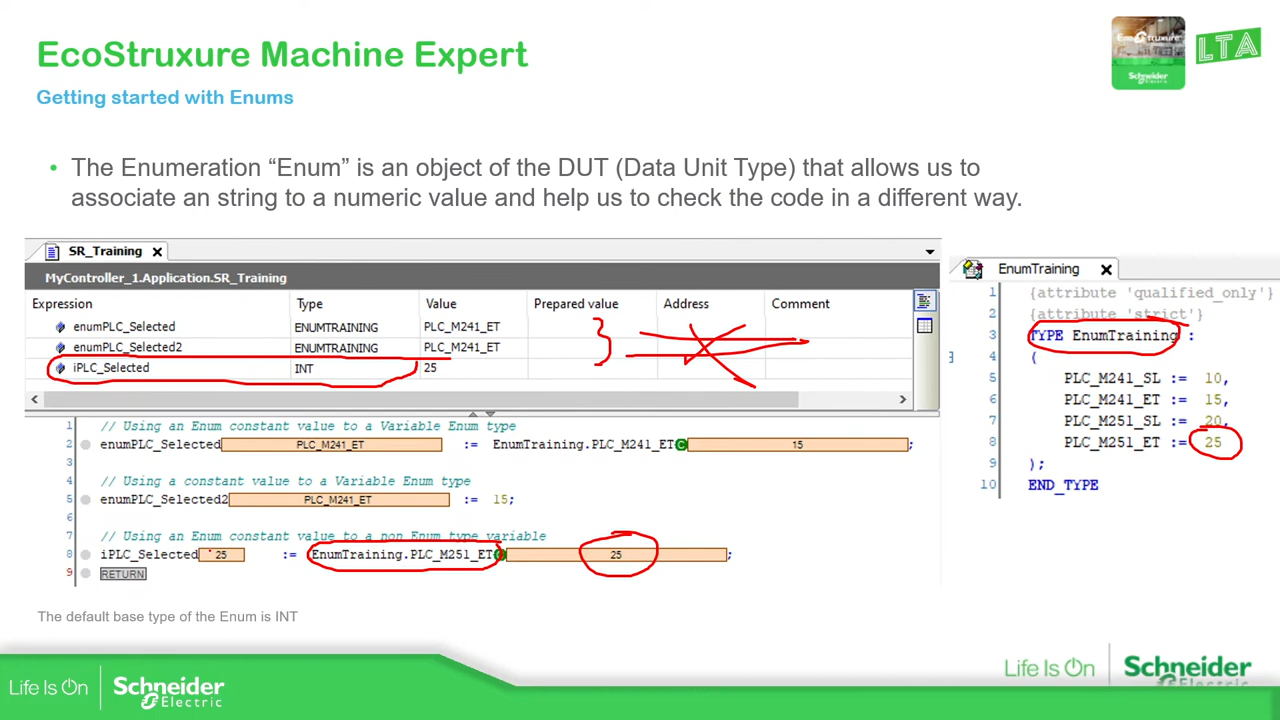 EcoStruxure Machine Expert
Getting started with Enums
EcoStruxure
Schneider
Electric
LTA
• The Enumeration “Enum” is an object of the DUT (Data Unit Type) that allows us to
associate an string to a numeric value and help us to check the code in a different way.
SR_Training
MyController_1.Application.SR_Training
Expression Type Value Prepared value Address Comment
enumPLC_Selected ENUMTRAINING PLC_M241_ET
enumPLC_Selected2 ENUMTRAINING PLC_M241_ET
iPLC_Selected INT 25
1 // Using an Enum constant value to a Variable Enum type
2 enumPLC_Selected PLC_M241_ET := EnumTraining.PLC_M241_ET C 15 ;
3
4 // Using a constant value to a Variable Enum type
5 enumPLC_Selected2 PLC_M241_ET := 15;
6
7 // Using an Enum constant value to a non Enum type variable
8 iPLC_Selected 25 := EnumTraining.PLC_M251_ET 25 ;
9 RETURN
EnumTraining
1 {attribute 'qualified_only'}
2 {attribute 'strict'}
3 TYPE EnumTraining :
4 (
5 PLC_M241_SL := 10,
6 PLC_M241_ET := 15,
7 PLC_M251_SL := 20,
8 PLC_M251_ET := 25
9 );
10 END_TYPE
The default base type of the Enum is INT
Life Is On
Schneider
Electric
Life Is On
Schneider
Electric